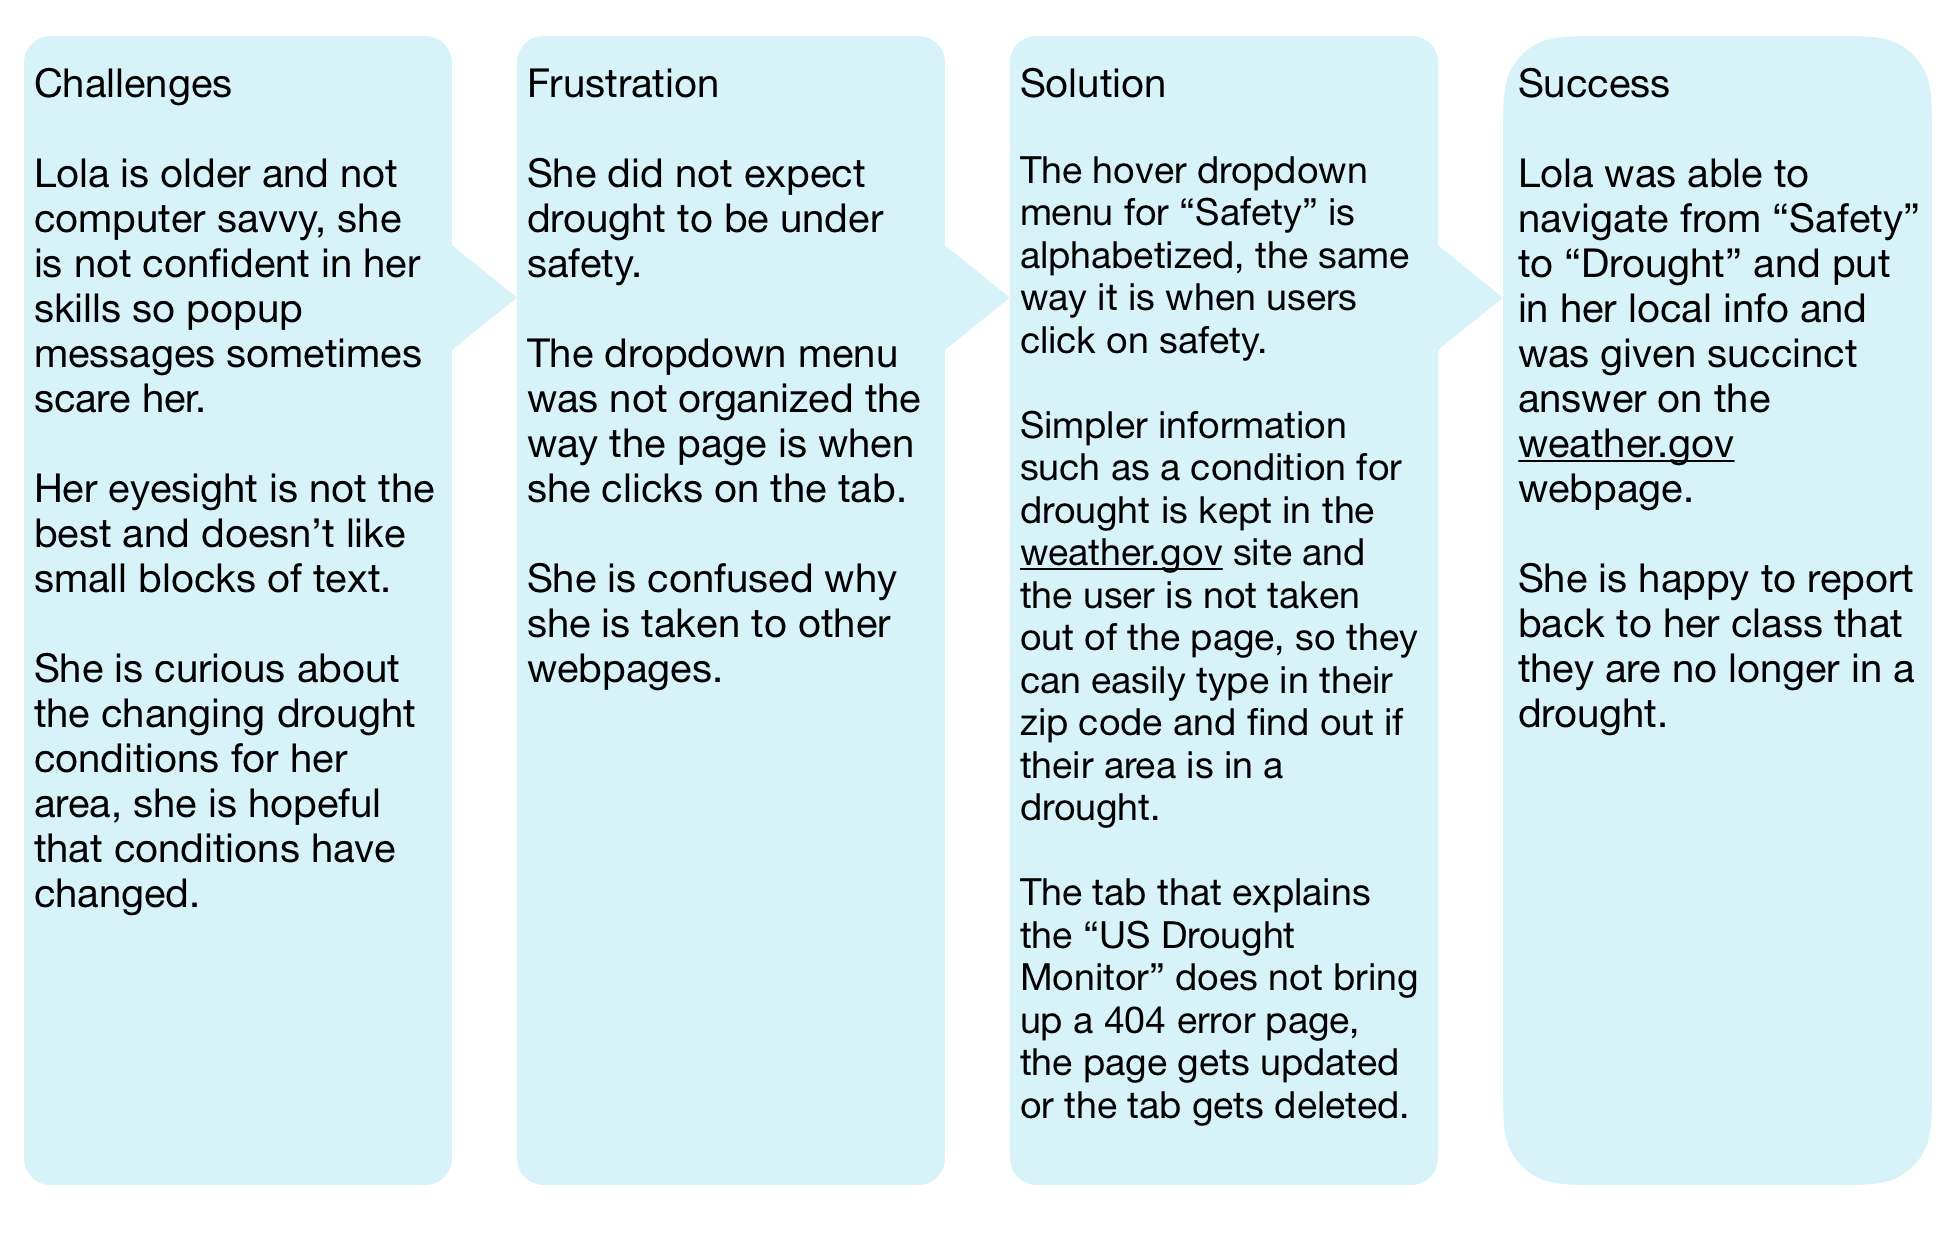 Challenges
Lola is older and not
computer savvy, she
is not confident in her
skills so popup
messages sometimes
scare her.
Her eyesight is not the
best and doesn’t like
small blocks of text.
She is curious about
the changing drought
conditions for her
area, she is hopeful
that conditions have
changed.
Frustration
She did not expect
drought to be under
safety.
The dropdown menu
was not organized the
way the page is when
she clicks on the tab.
She is confused why
she is taken to other
webpages.
Solution
The hover dropdown
menu for “Safety” is
alphabetized, the same
way it is when users
click on safety.
Simpler information
such as a condition for
drought is kept in the
weather.gov site and
the user is not taken
out of the page, so they
can easily type in their
zip code and find out if
their area is in a
drought.
The tab that explains
the “US Drought
Monitor” does not bring
up a 404 error page,
the page gets updated
or the tab gets deleted.
Success
Lola was able to
navigate from “Safety”
to “Drought” and put
in her local info and
was given succinct
answer on the
weather.gov
webpage.
She is happy to report
back to her class that
they are no longer in a
drought.